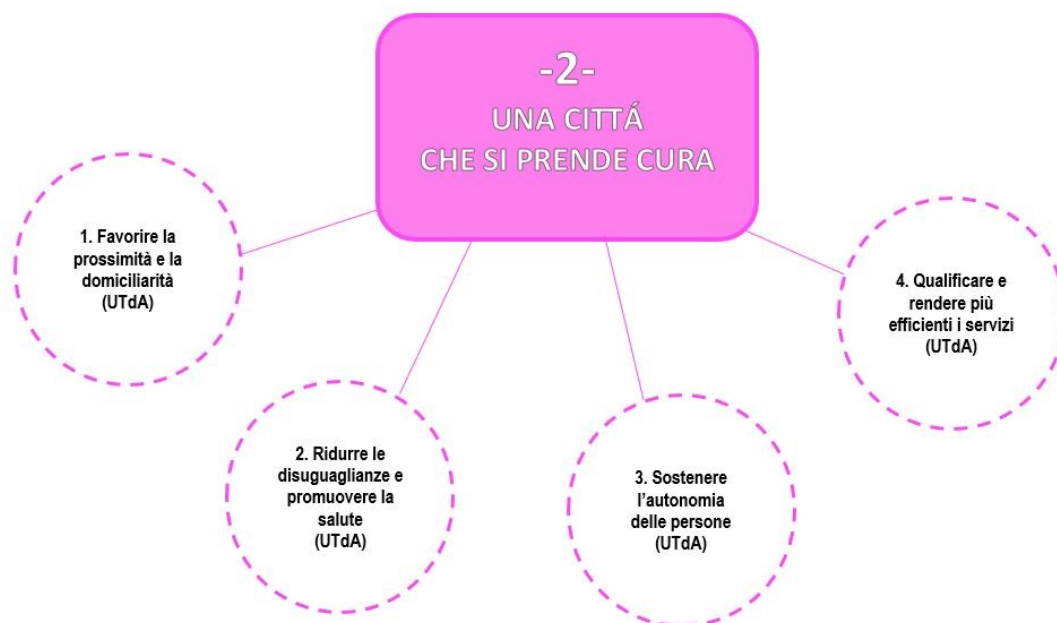 -2-
UNA CITTÁ
CHE SI PRENDE CURA
1. Favorire la
prossimità e la
domiciliarità
(UTdA)
2. Ridurre le
disuguaglianze e
promuovere la
salute
(UTdA)
3. Sostenere
l’autonomia
delle persone
(UTdA)
4. Qualificare e
rendere più
efficienti i servizi
(UTdA)